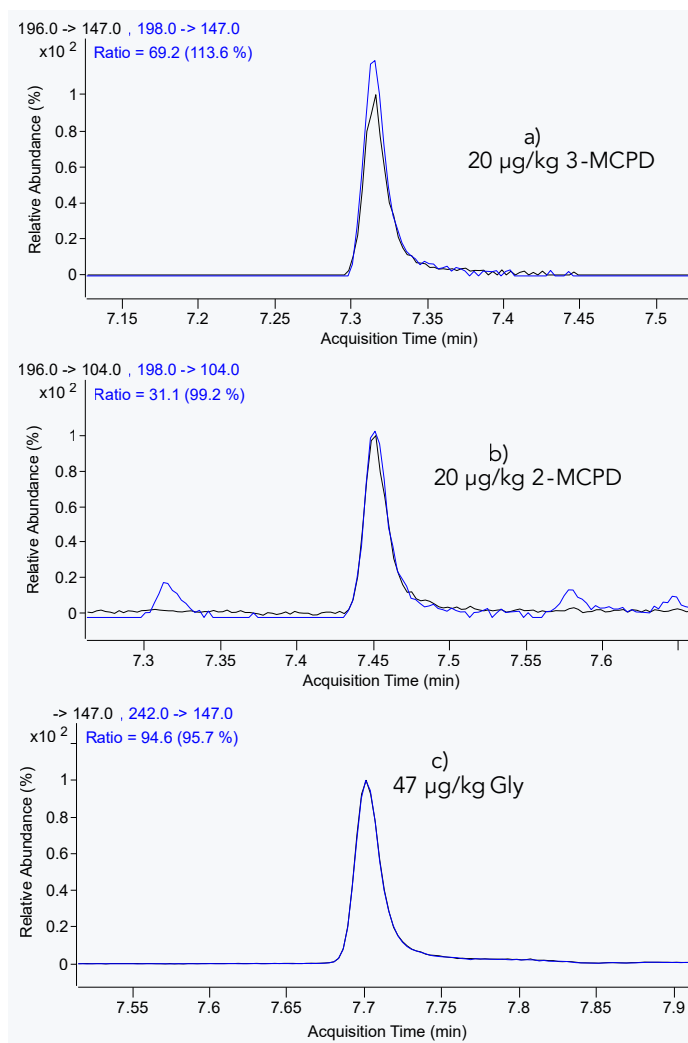 196.0 -> 147.0 , 198.0 -> 147.0
x10 2
Ratio = 69.2 (113.6 %)
a)
20 µg/kg 3-MCPD
Relative Abundance (%)
1
0.8
0.6
0.4
0.2
0
7.15 7.2 7.25 7.3 7.35 7.4 7.45 7.5
Acquisition Time (min)
196.0 -> 104.0 , 198.0 -> 104.0
x10 2
Ratio = 31.1 (99.2 %)
b)
20 µg/kg 2-MCPD
Relative Abundance (%)
1
0.8
0.6
0.4
0.2
0
7.3 7.35 7.4 7.45 7.5 7.55 7.6
Acquisition Time (min)
-> 147.0 , 242.0 -> 147.0
x10 2
Ratio = 94.6 (95.7 %)
c)
47 µg/kg Gly
Relative Abundance (%)
1
0.8
0.6
0.4
0.2
0
7.55 7.6 7.65 7.7 7.75 7.8 7.85 7.9
Acquisition Time (min)